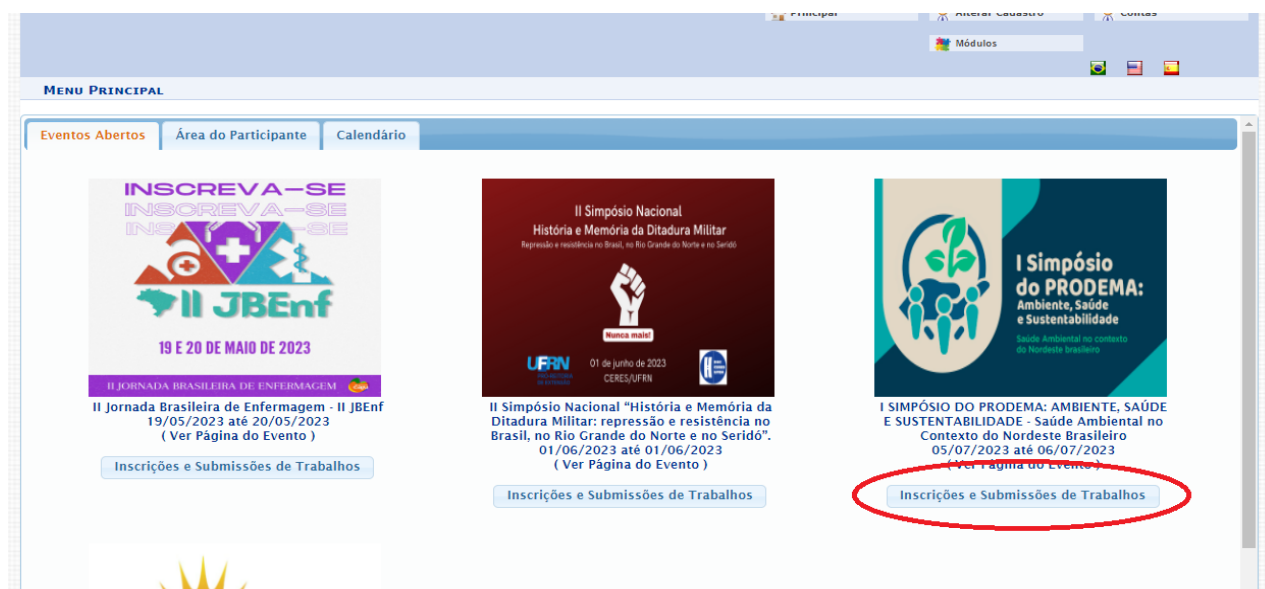 Principal
Alterar Cadastro
Contas
Módulos
MENU PRINCIPAL
Eventos Abertos
Área do Participante
Calendário
INSCREVA-SE
INSCREVA-SE
INSCREVA-SE
II JBEnf
19 E 20 DE MAIO DE 2023
II JORNADA BRASILEIRA DE ENFERMAGEM
II Jornada Brasileira de Enfermagem - II JBEnf
19/05/2023 até 20/05/2023
( Ver Página do Evento )
Inscrições e Submissões de Trabalhos
II Simpósio Nacional
História e Memória da Ditadura Militar
Repressão e resistência no Brasil, no Rio Grande do Norte e no Seridó
Nunca mais!
UFRN
01 de junho de 2023
CERES/UFRN
II Simpósio Nacional “História e Memória da
Ditadura Militar: repressão e resistência no
Brasil, no Rio Grande do Norte e no Seridó”.
01/06/2023 até 01/06/2023
( Ver Página do Evento )
Inscrições e Submissões de Trabalhos
I Simpósio
do PRODEMA:
Ambiente, Saúde
e Sustentabilidade
Saúde Ambiental no contexto
do Nordeste brasileiro
I SIMPÓSIO DO PRODEMA: AMBIENTE, SAÚDE
E SUSTENTABILIDADE - Saúde Ambiental no
Contexto do Nordeste Brasileiro
05/07/2023 até 06/07/2023
( Ver Página do Evento )
Inscrições e Submissões de Trabalhos